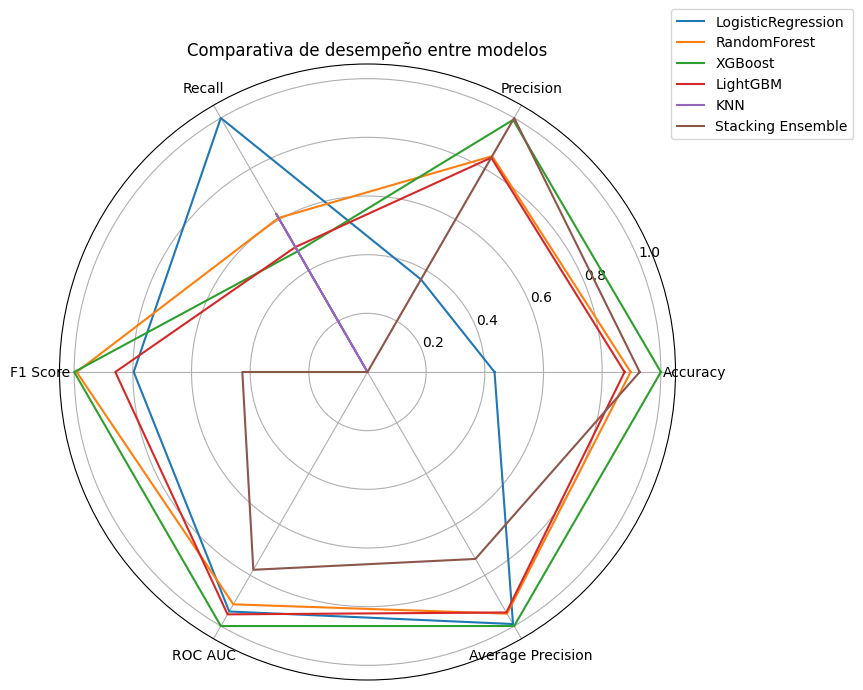 LogisticRegression
RandomForest
XGBoost
LightGBM
KNN
Stacking Ensemble
Comparativa de desempeño entre modelos
Recall
Precision
1.0
0.8
0.6
0.4
0.2
F1 Score
Accuracy
ROC AUC
Average Precision